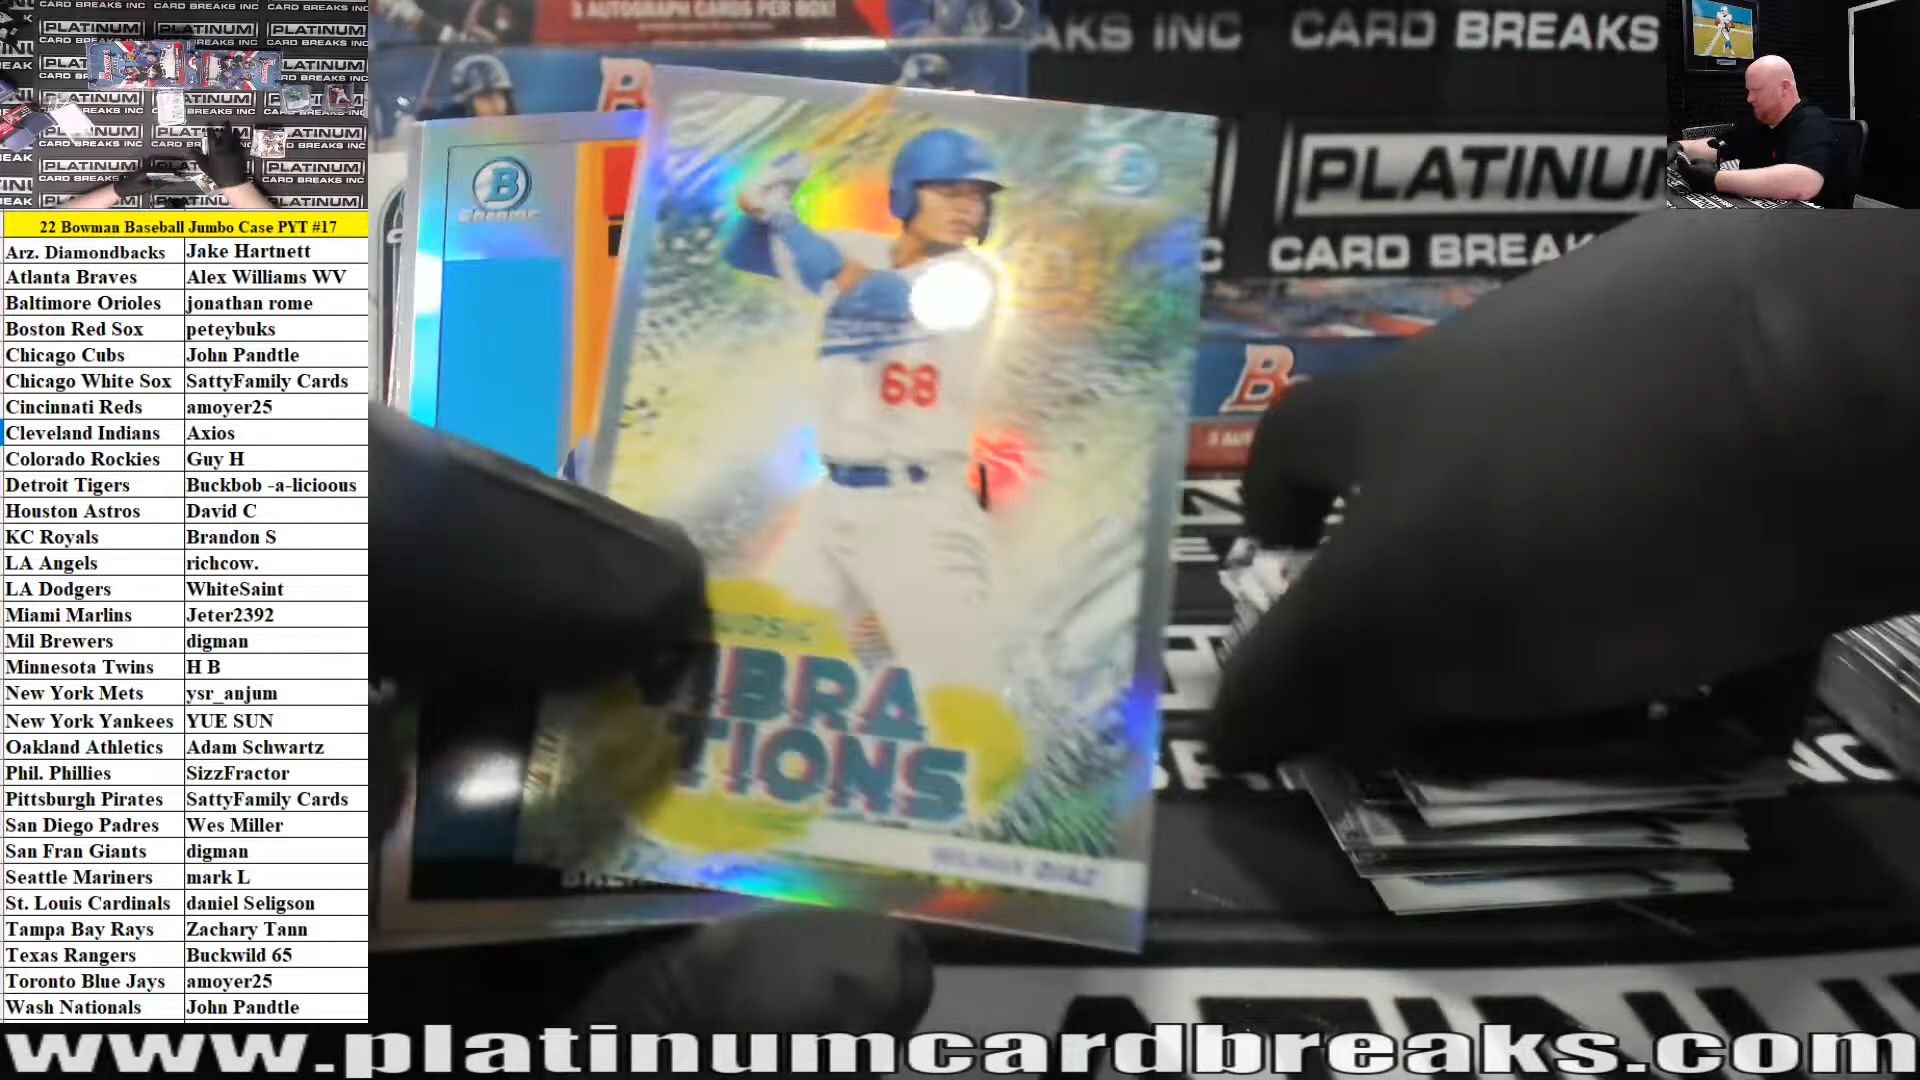 22 Bowman Baseball Jumbo Case PYT #17
Arz. Diamondbacks Jake Hartnett
Atlanta Braves Alex Williams WV
Baltimore Orioles jonathan rome
Boston Red Sox peteybuks
Chicago Cubs John Pandtle
Chicago White Sox SattyFamily Cards
Cincinnati Reds amoyer25
Cleveland Indians Axios
Colorado Rockies Guy H
Detroit Tigers Buckbob -a-licioous
Houston Astros David C
KC Royals Brandon S
LA Angels richcow.
LA Dodgers WhiteSaint
Miami Marlins Jeter2392
Mil Brewers digman
Minnesota Twins H B
New York Mets ysr_anjum
New York Yankees YUE SUN
Oakland Athletics Adam Schwartz
Phil. Phillies SizzFractor
Pittsburgh Pirates SattyFamily Cards
San Diego Padres Wes Miller
San Fran Giants digman
Seattle Mariners mark L
St. Louis Cardinals daniel Seligson
Tampa Bay Rays Zachary Tann
Texas Rangers Buckwild 65
Toronto Blue Jays amoyer25
Wash Nationals John Pandtle
3 AUTOGRAPH CARDS PER BOX!
AKS INC CARD BREAKS
PLATINU
CARD BREAKS
B
Chrome
68
IBRA
TIONS
DIAZ
PLATINUM PLATINUM PLATINUM
CARD BREAKS INC
www.platinumcardbreaks.com